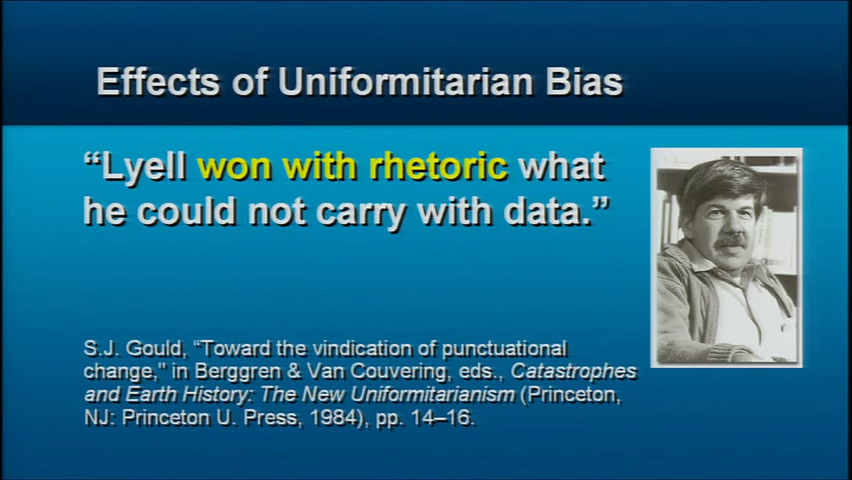 Effects of Uniformitarian Bias
“Lyell won with rhetoric what
he could not carry with data.”
S.J. Gould, “Toward the vindication of punctuational
change," in Berggren & Van Couvering, eds., Catastrophes
and Earth History: The New Uniformitarianism (Princeton,
NJ: Princeton U. Press, 1984), pp. 14–16.